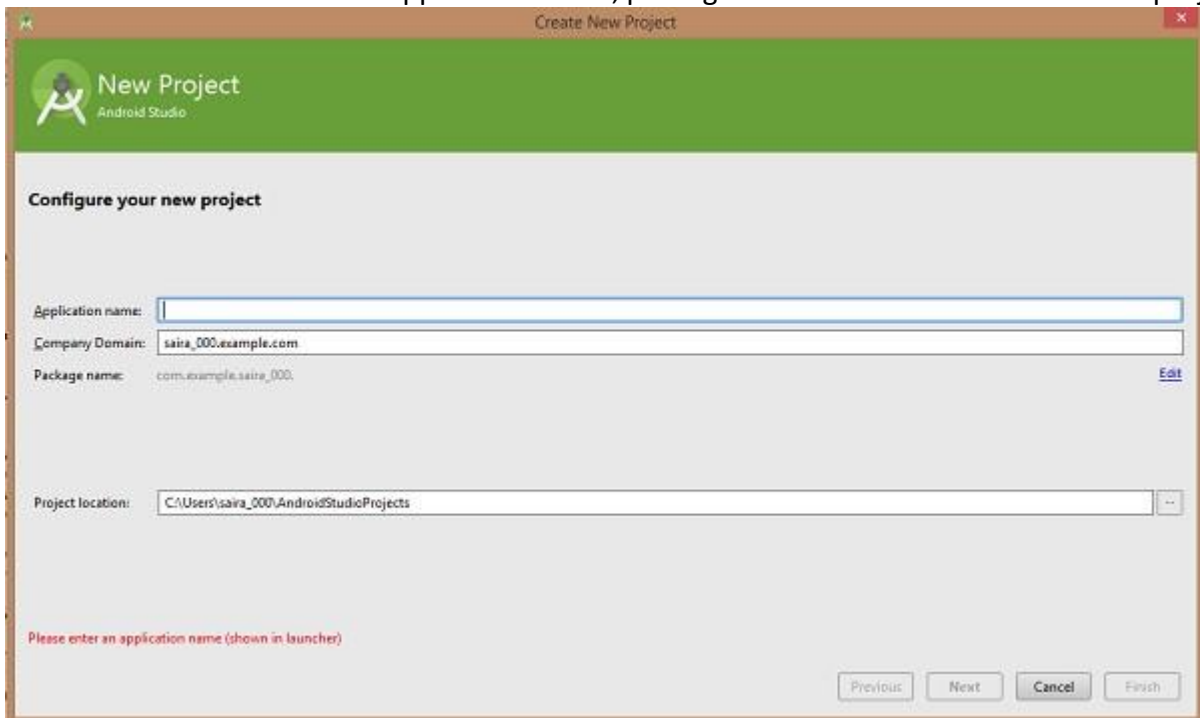 Create New Project
New Project
Android Studio
Configure your new project
Application name:
Company Domain: saira_000.example.com
Package name: com.example.saira_000. Edit
Project location: C:\Users\saira_000\AndroidStudioProjects ...
Please enter an application name (shown in launcher)
Previous Next Cancel Finish